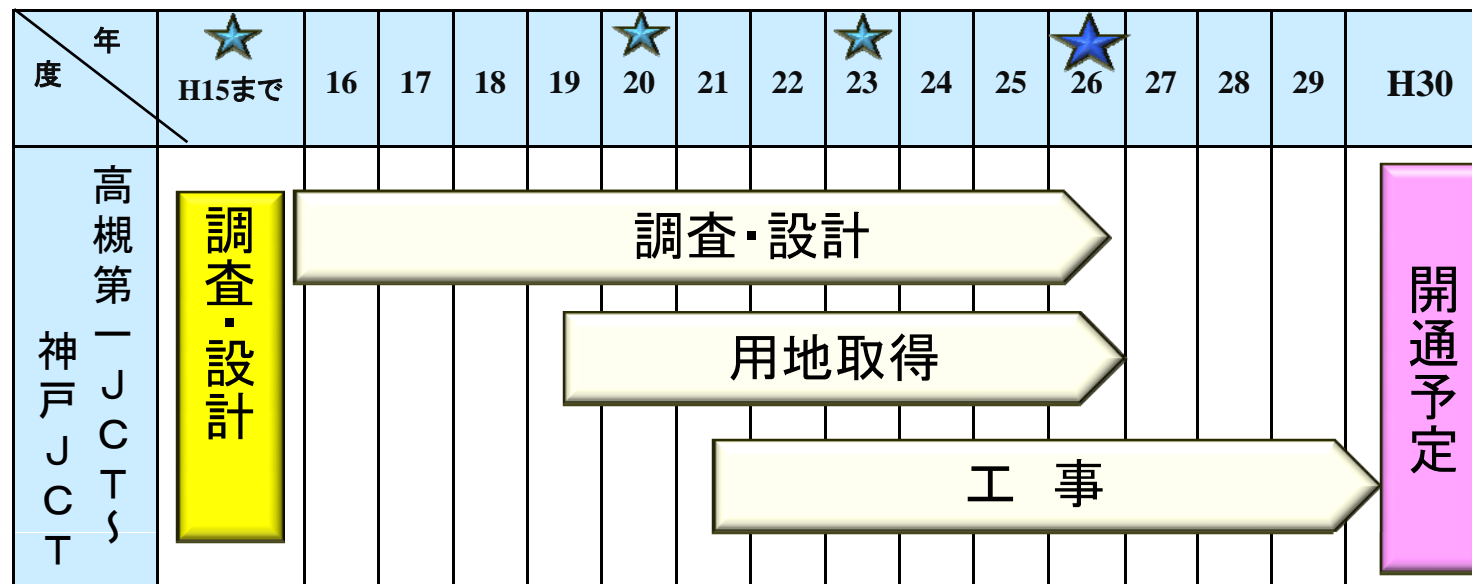 年
度
H15まで
16
17
18
19
20
21
22
23
24
25
26
27
28
29
H30
高槻第一JCT～
神戸JCT
調査・設計
調査・設計
用地取得
工 事
開通予定